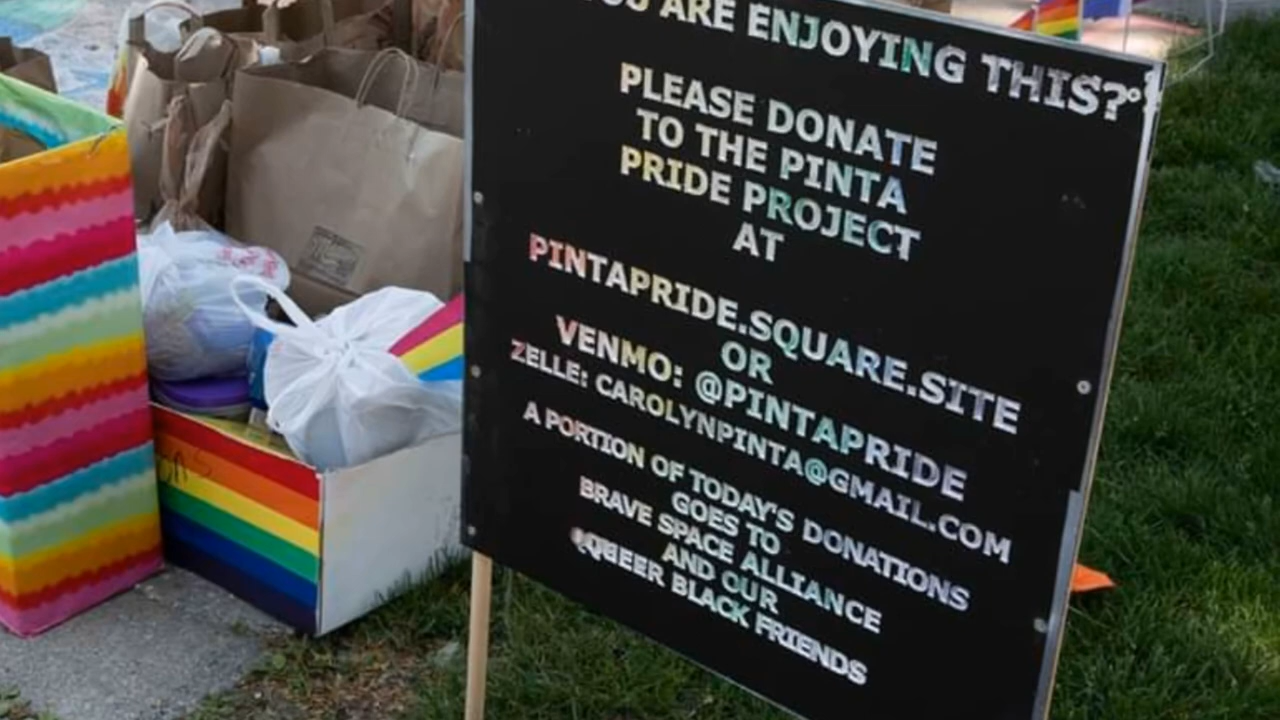 YOU ARE ENJOYING THIS?
PLEASE DONATE
TO THE PINTA
PRIDE PROJECT
AT
PINTAPRIDE.SQUARE.SITE
OR
VENMO: @PINTAPRIDE
ZELLE: CAROLYNPINTA@GMAIL.COM
A PORTION OF TODAY'S DONATIONS
GOES TO
BRAVE SPACE ALLIANCE
AND OUR
QUEER BLACK FRIENDS